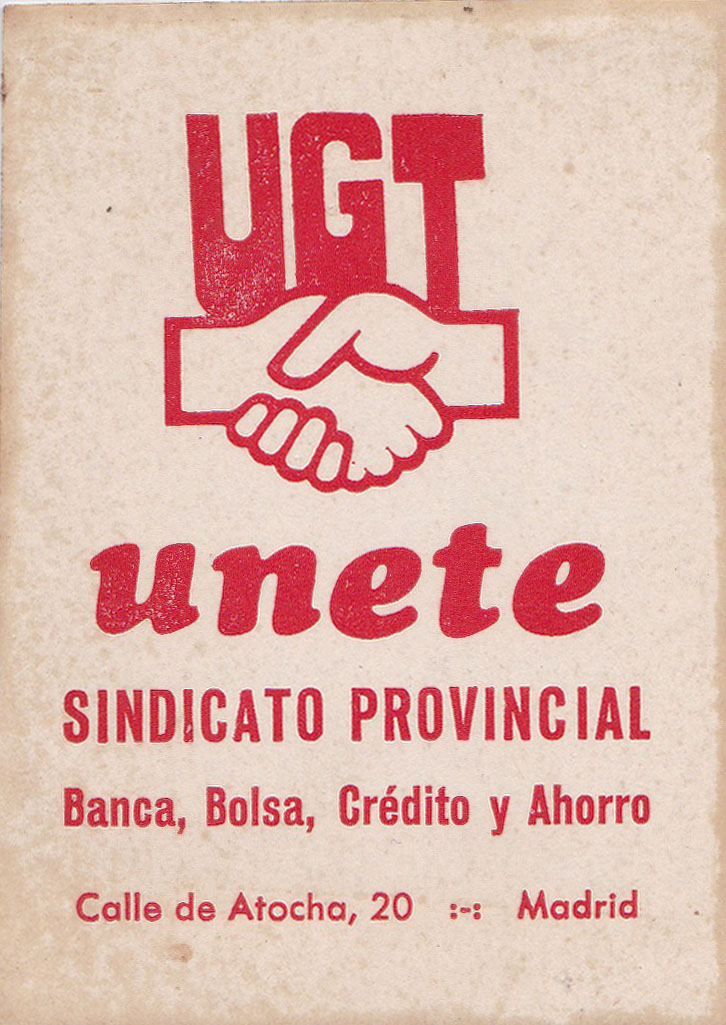 UGT
unete
SINDICATO PROVINCIAL
Banca, Bolsa, Crédito y Ahorro
Calle de Atocha, 20 :-: Madrid